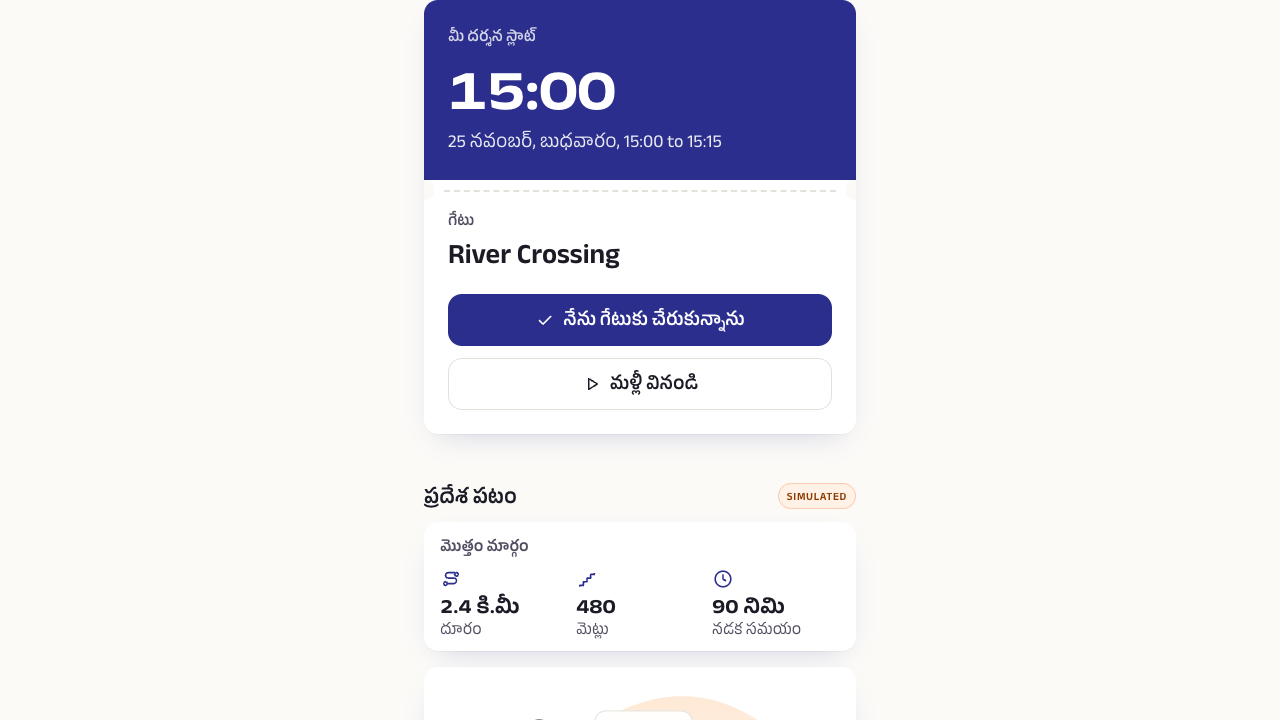 మీ దర్శన స్లాట్
15:00
25 నవంబర్, బుధవారం, 15:00 to 15:15
గేటు
River Crossing
నేను గేటుకు చేరుకున్నాను
మళ్లీ వినండి
ప్రదేశ పటం
SIMULATED
మొత్తం మార్గం
2.4 కి.మీ
480
90 నిమి
దూరం
మెట్లు
నడక సమయం